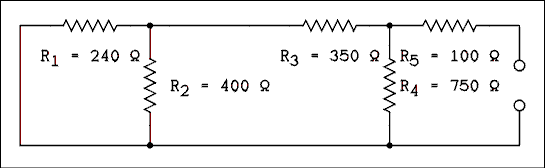 R1 = 240 Ω
R3 = 350 Ω
R5 = 100 Ω
R2 = 400 Ω
R4 = 750 Ω